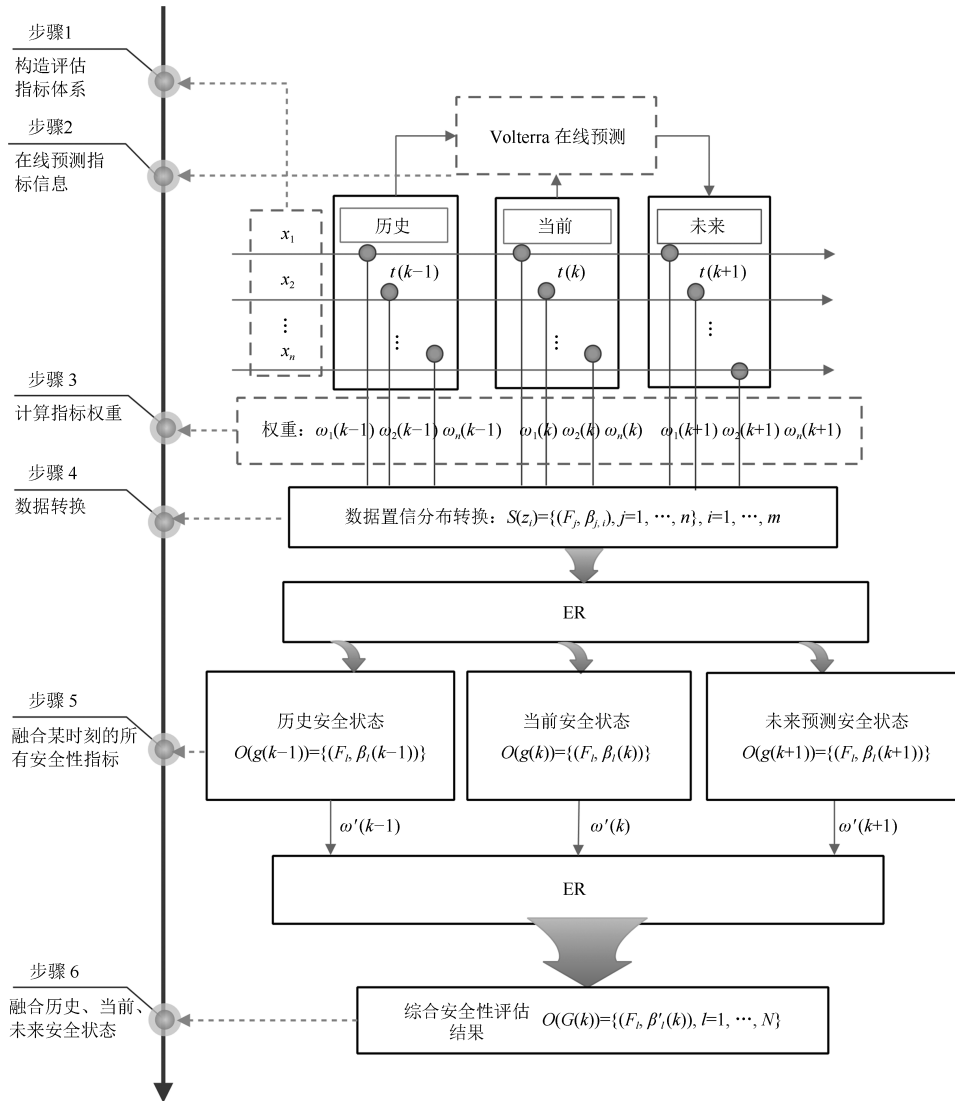 步骤1
构造评估
指标体系
步骤2
在线预测指
标信息
Volterra 在线预测
历史
当前
未来
x₁
x₂
⋮
xₙ
t(k−1)
t(k)
t(k+1)
⋮
⋮
⋮
步骤 3
计算指标权重
权重：ω₁(k−1) ω₂(k−1) ωₙ(k−1) ω₁(k) ω₂(k) ωₙ(k) ω₁(k+1) ω₂(k+1) ωₙ(k+1)
步骤 4
数据转换
数据置信分布转换：S(zᵢ)={(Fⱼ, βⱼ, ᵢ), j=1, …, n}, i=1, …, m
ER
步骤 5
融合某时刻的所
有安全性指标
历史安全状态
O(g(k−1))={(Fₗ, βₗ(k−1))}
当前安全状态
O(g(k))={(Fₗ, βₗ(k))}
未来预测安全状态
O(g(k+1))={(Fₗ, βₗ(k+1))}
ω′(k−1)
ω′(k)
ω′(k+1)
ER
步骤 6
融合历史、当前、
未来安全状态
综合安全性评估
结果
O(G(k))={(Fₗ, β′ₗ(k)), l=1, …, N}